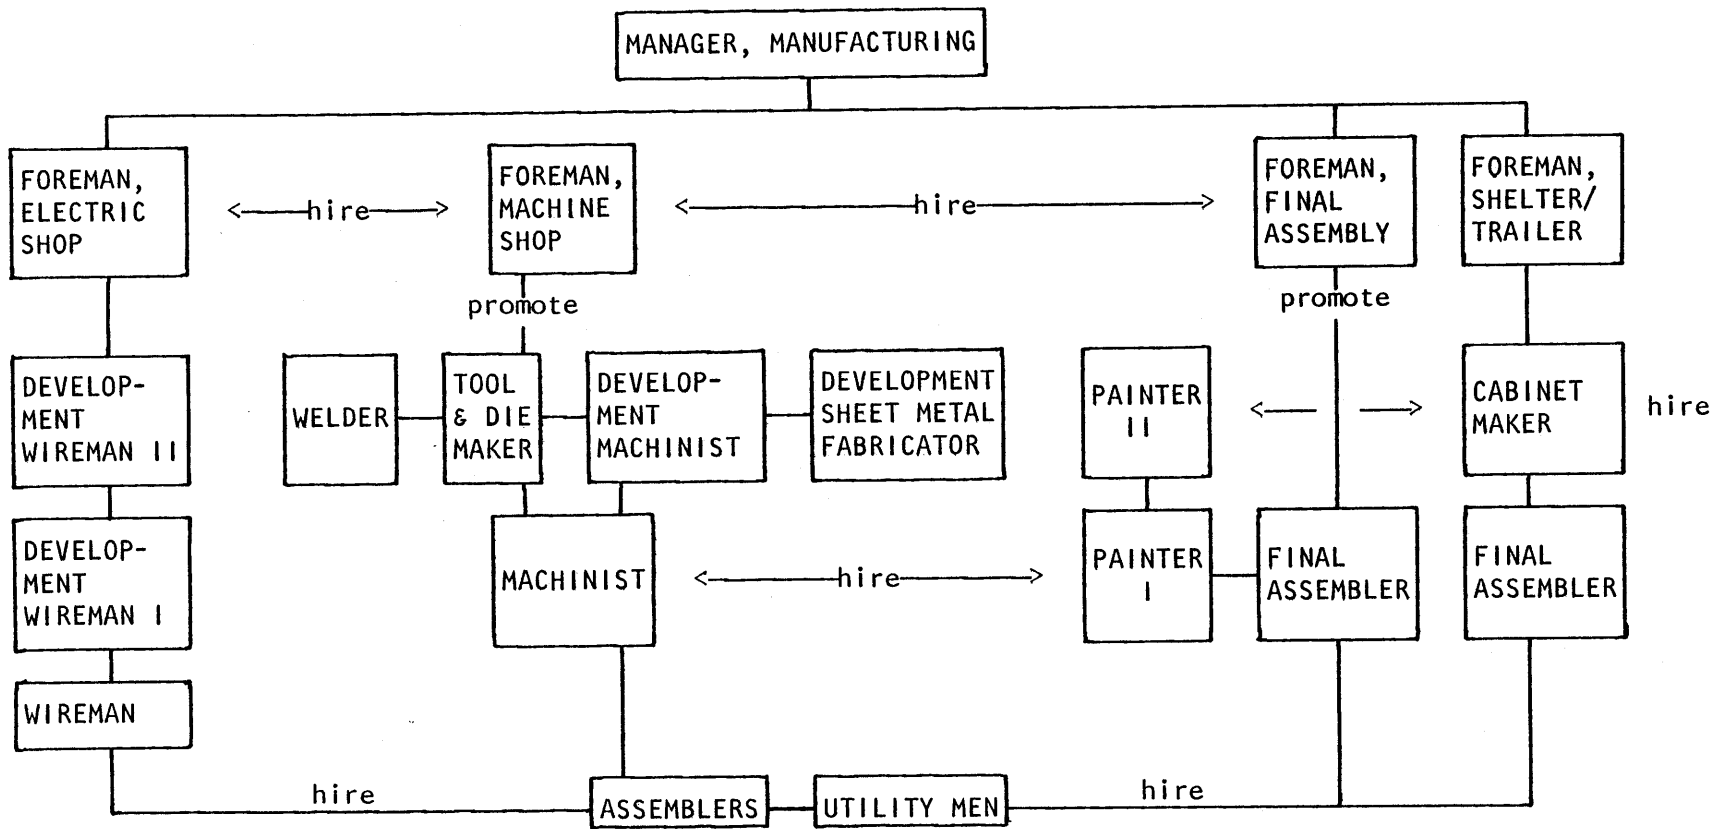 MANAGER, MANUFACTURING
FOREMAN,
ELECTRIC
SHOP
hire
FOREMAN,
MACHINE
SHOP
hire
FOREMAN,
FINAL
ASSEMBLY
FOREMAN,
SHELTER/
TRAILER
promote
promote
DEVELOP-
MENT
WIREMAN II
WELDER
TOOL
& DIE
MAKER
DEVELOP-
MENT
MACHINIST
DEVELOPMENT
SHEET METAL
FABRICATOR
PAINTER
II
CABINET
MAKER
hire
DEVELOP-
MENT
WIREMAN I
MACHINIST
hire
PAINTER
I
FINAL
ASSEMBLER
FINAL
ASSEMBLER
WIREMAN
hire
ASSEMBLERS
UTILITY MEN
hire